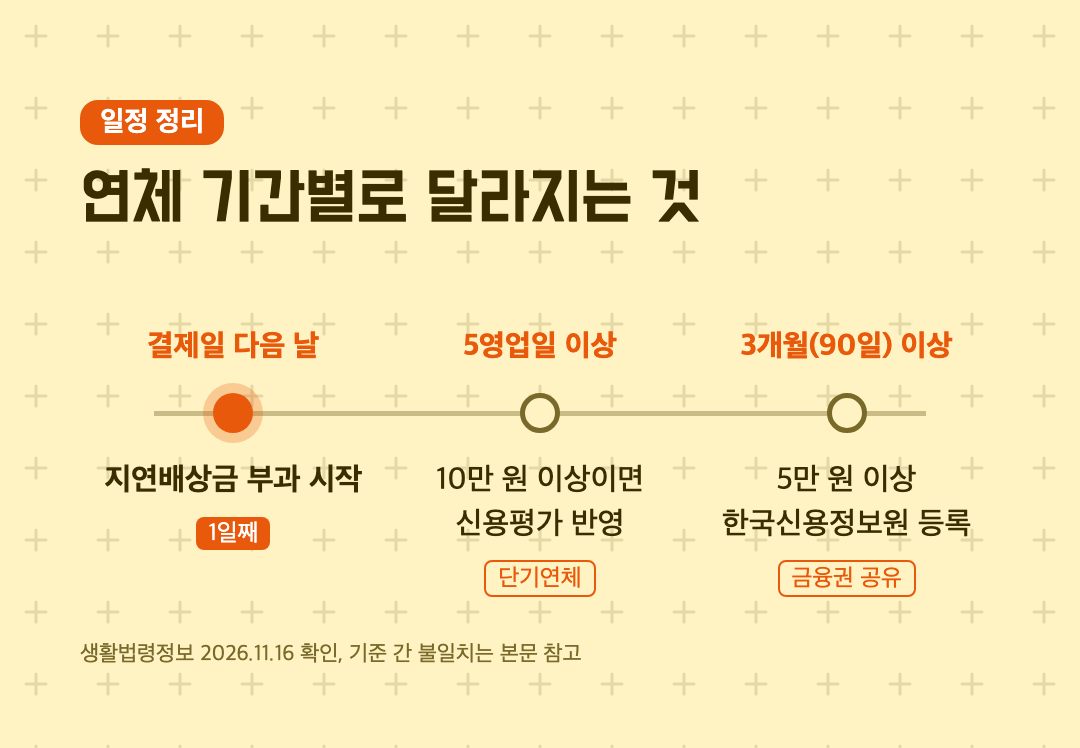 일정 정리
연체 기간별로 달라지는 것
결제일 다음 날
5영업일 이상
3개월(90일) 이상
지연배상금 부과 시작
1일째
10만 원 이상이면
신용평가 반영
단기연체
5만 원 이상
한국신용정보원 등록
금융권 공유
생활법령정보 2026.11.16 확인, 기준 간 불일치는 본문 참고